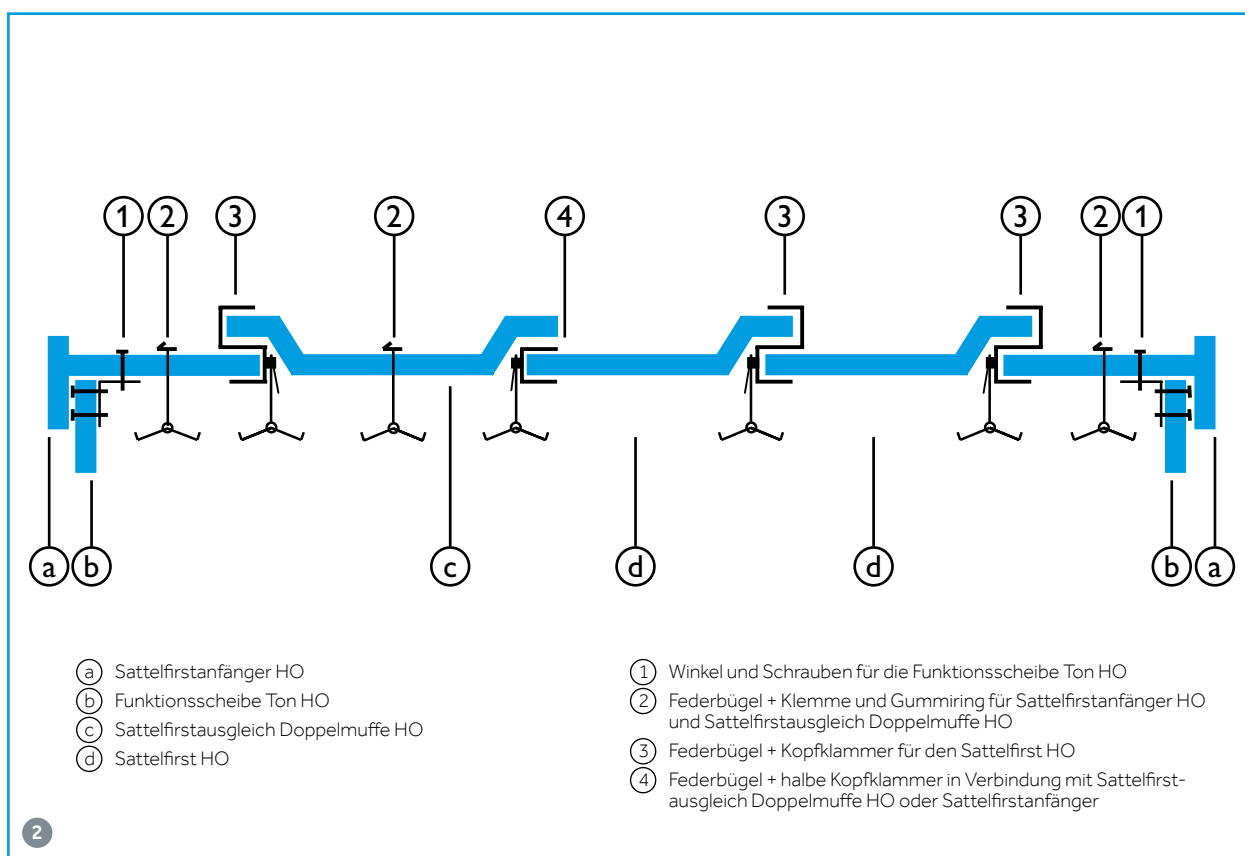 1 2 3 2 4 3 3 2 1
a b c d d b a
a Sattelfirstanfänger HO
b Funktionsscheibe Ton HO
c Sattelfirstausgleich Doppelmuffe HO
d Sattelfirst HO
1 Winkel und Schrauben für die Funktionsscheibe Ton HO
2 Federbügel + Klemme und Gummiring für Sattelfirstanfänger HO
und Sattelfirstausgleich Doppelmuffe HO
3 Federbügel + Kopfklammer für den Sattelfirst HO
4 Federbügel + halbe Kopfklammer in Verbindung mit Sattelfirst-
ausgleich Doppelmuffe HO oder Sattelfirstanfänger
2